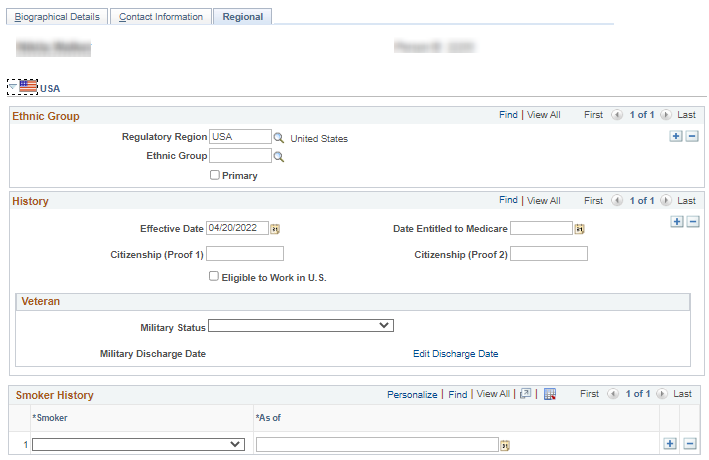 Biographical Details Contact Information Regional
USA
Ethnic Group Find | View All First 1 of 1 Last
Regulatory Region USA United States
Ethnic Group
Primary
History Find | View All First 1 of 1 Last
Effective Date 04/20/2022 Date Entitled to Medicare
Citizenship (Proof 1) Citizenship (Proof 2)
Eligible to Work in U.S.
Veteran
Military Status
Military Discharge Date Edit Discharge Date
Smoker History Personalize | Find | View All | | First 1 of 1 Last
*Smoker *As of
1